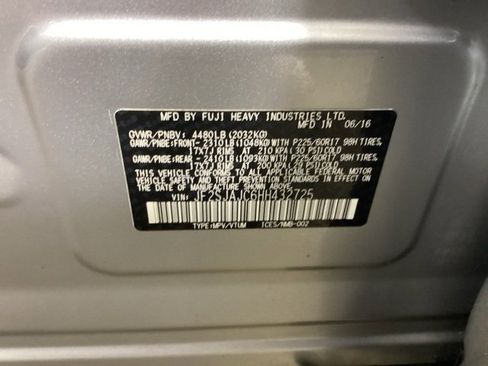 MFD BY FUJI HEAVY INDUSTRIES LTD.
MFD IN 06/16
GVWR/PNBV: 4480LB(2032KG)
GAWR/PNBE:FRONT- 2310LB(1048KG) WITH P225/60R17 98H TIRES,
17X7J RIMS AT 210 KPA(30 PSI)COLD
GAWR/PNBE:REAR -2410LB(1093KG) WITH P225/60R17 98H TIRES,
17X7J RIMS AT 200 KPA( PSI)COLD
THIS VEHICLE CONFORMS TO ALL APPLICABLE FEDERAL MOTOR
VEHICLE SAFETY, BUMPER, AND THEFT PREVENTION STANDARDS
IN EFFECT ON THE DATE OF MANUFACTURE SHOWN ABOVE.
VIN: JF2SJAJC6HH432725
TYPE:MPV/VTUM TCES/NMB-002